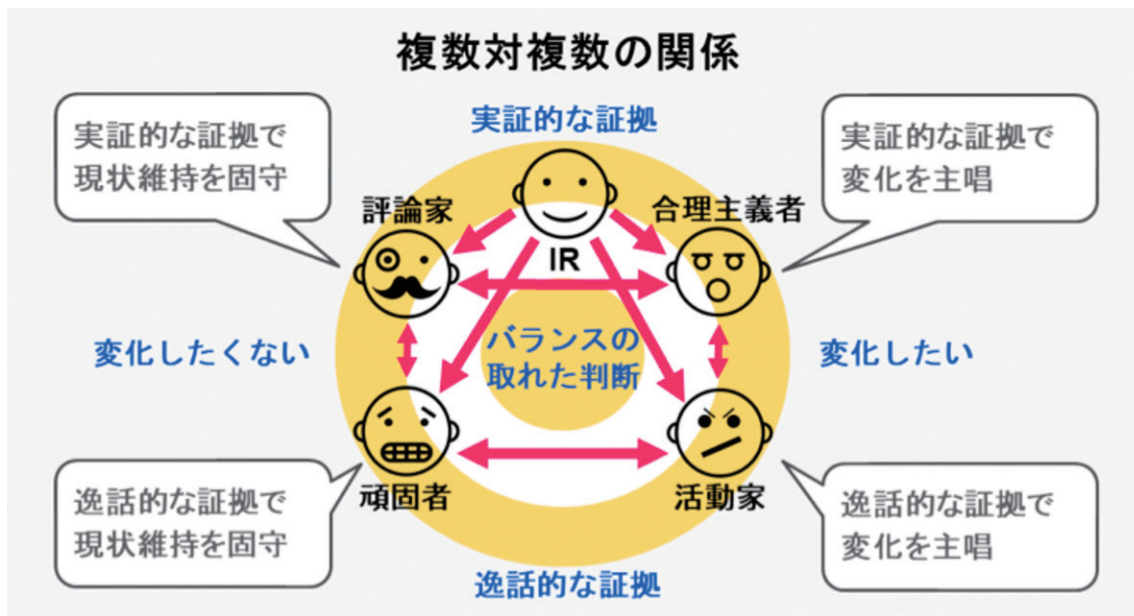 複数対複数の関係
実証的な証拠
実証的な証拠で
現状維持を固守
実証的な証拠で
変化を主唱
評論家
合理主義者
IR
変化したくない
バランスの
取れた判断
変化したい
頑固者
活動家
逸話的な証拠で
現状維持を固守
逸話的な証拠で
変化を主唱
逸話的な証拠